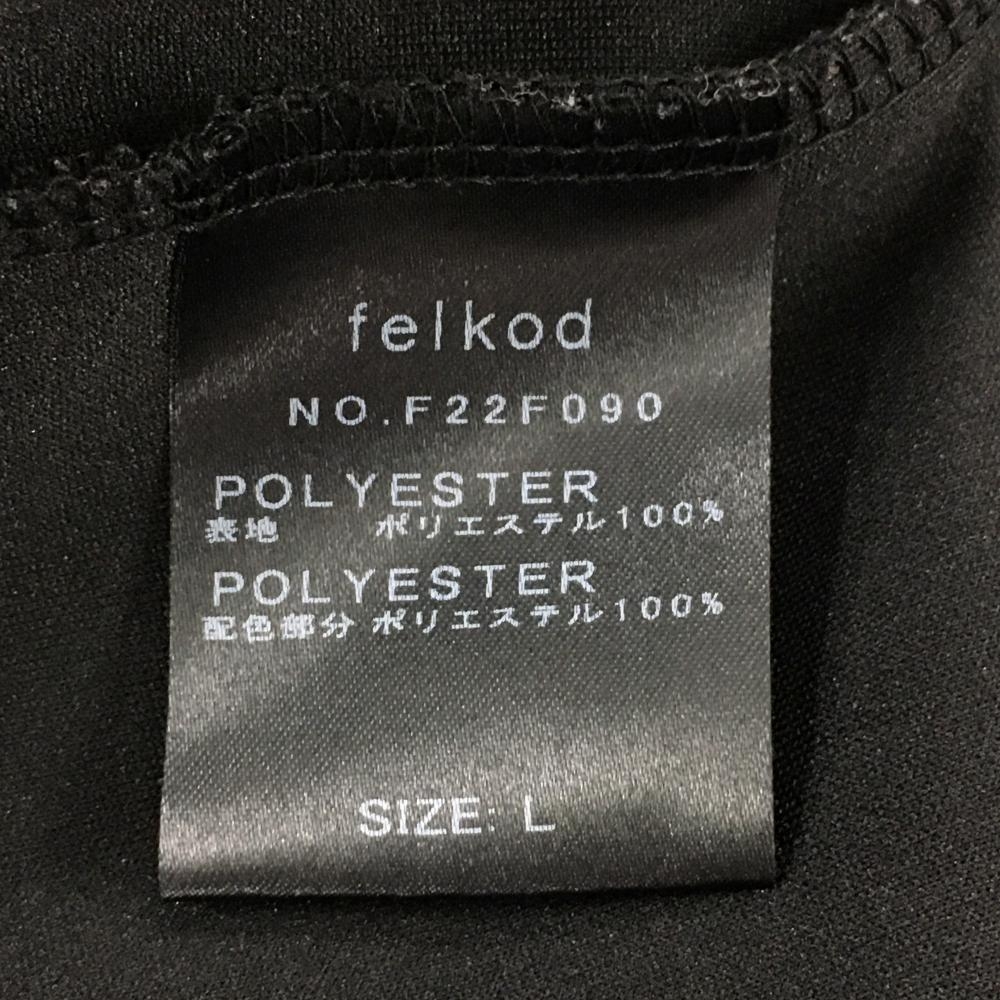 felkod
NO.F22F090
POLYESTER
表地 ポリエステル100%
POLYESTER
配色部分 ポリエステル100%
SIZE: L